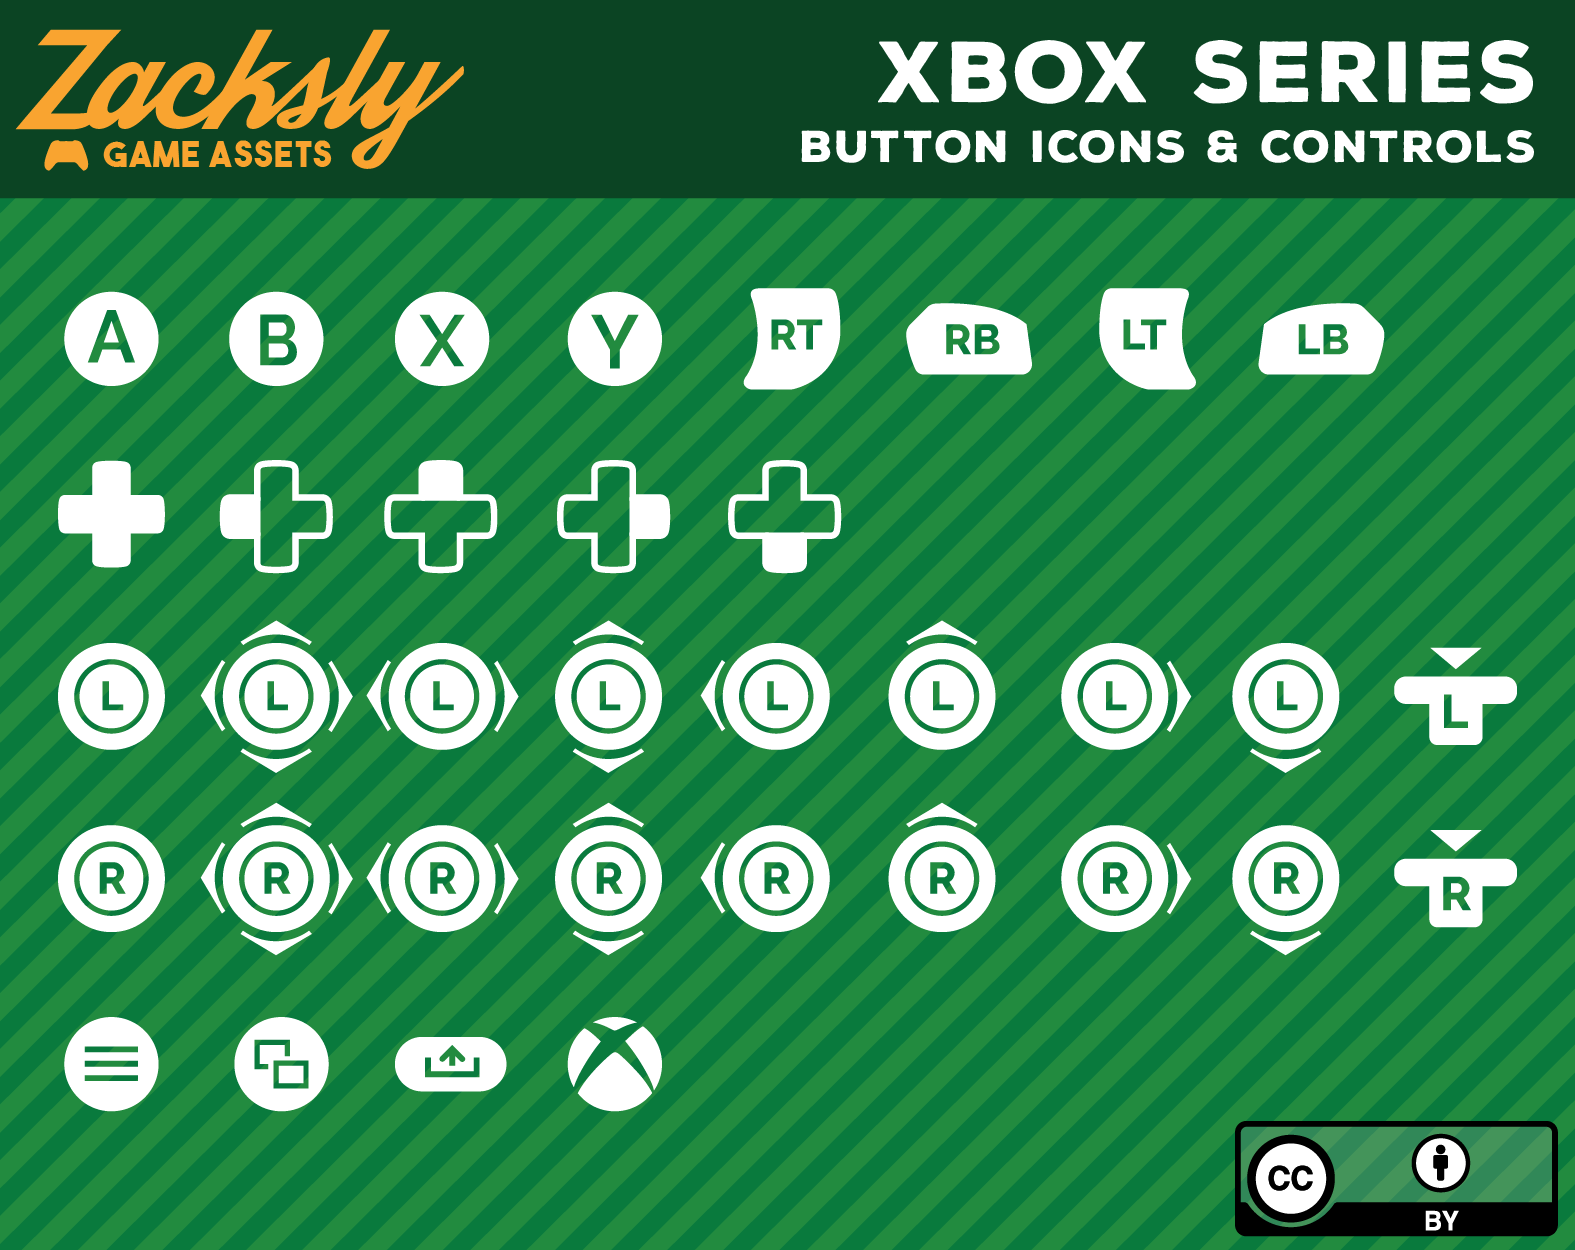 Zacksly
GAME ASSETS
XBOX SERIES
BUTTON ICONS & CONTROLS
A B X Y RT RB LT LB
L L L L L L L L L
R R R R R R R R R
CC
BY